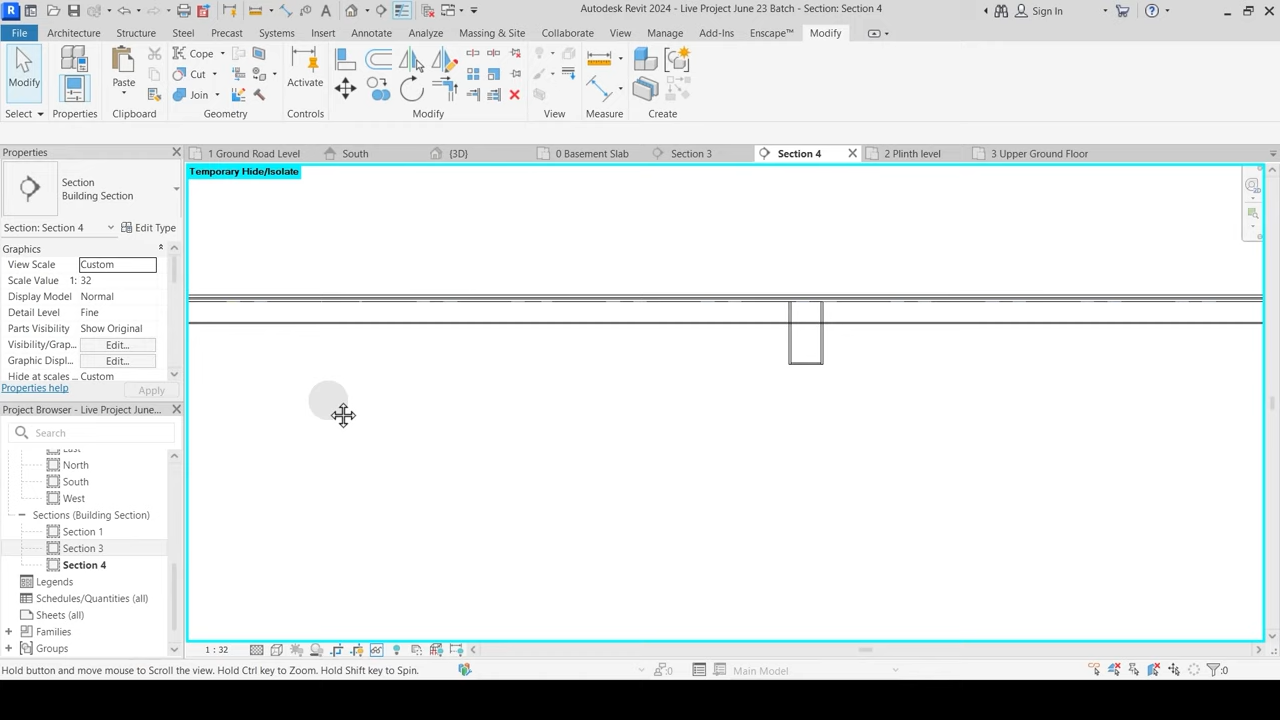 Autodesk Revit 2024 - Live Project June 23 Batch - Section: Section 4
Sign In
File Architecture Structure Steel Precast Systems Insert Annotate Analyze Massing & Site Collaborate View Manage Add-Ins Enscape™ Modify
Cope
Cut
Join
Modify
Paste
Activate
Select Properties Clipboard Geometry Controls Modify View Measure Create
Properties
1 Ground Road Level South {3D} 0 Basement Slab Section 3 Section 4 2 Plinth level 3 Upper Ground Floor
Temporary Hide/Isolate
Section
Building Section
Section: Section 4 Edit Type
Graphics
View Scale Custom
Scale Value 1: 32
Display Model Normal
Detail Level Fine
Parts Visibility Show Original
Visibility/Grap... Edit...
Graphic Displ... Edit...
Hide at scales ... Custom
Properties help Apply
Project Browser - Live Project June...
Search
East
North
South
West
Sections (Building Section)
Section 1
Section 3
Section 4
Legends
Schedules/Quantities (all)
Sheets (all)
Families
Groups
1 : 32
Hold button and move mouse to Scroll the view. Hold Ctrl key to Zoom. Hold Shift key to Spin.
:0
Main Model
:0